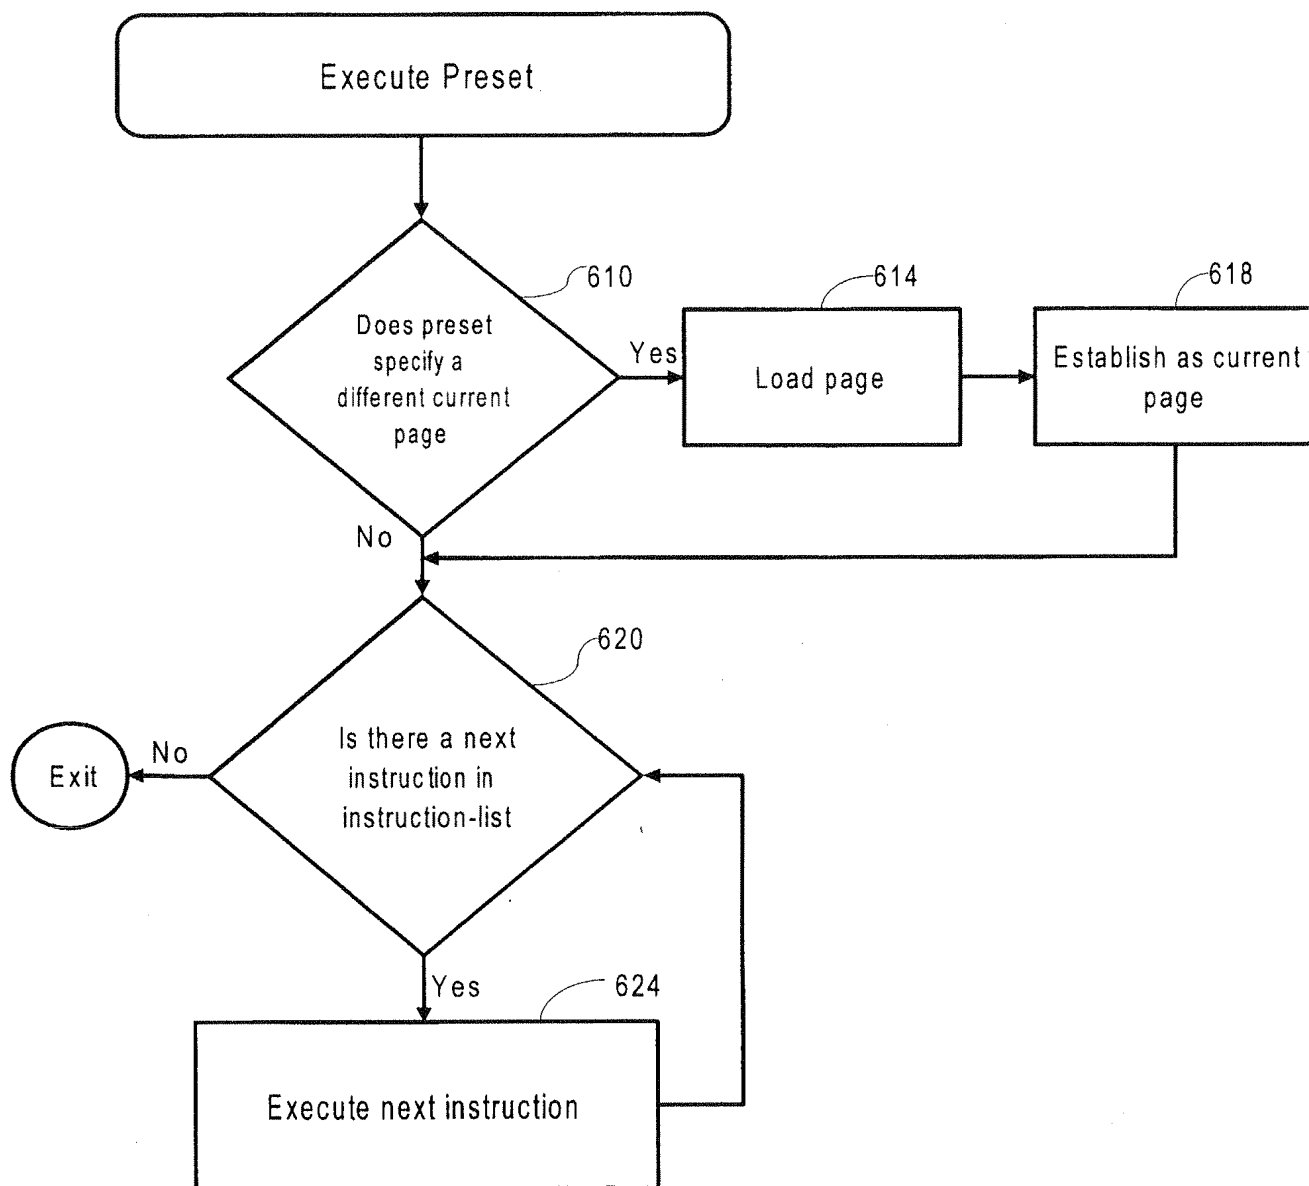 Execute Preset
610
Does preset
specify a
different current
page
Yes
614
Load page
618
Establish as current
page
No
620
Is there a next
instruction in
instruction-list
No
Exit
Yes
624
Execute next instruction